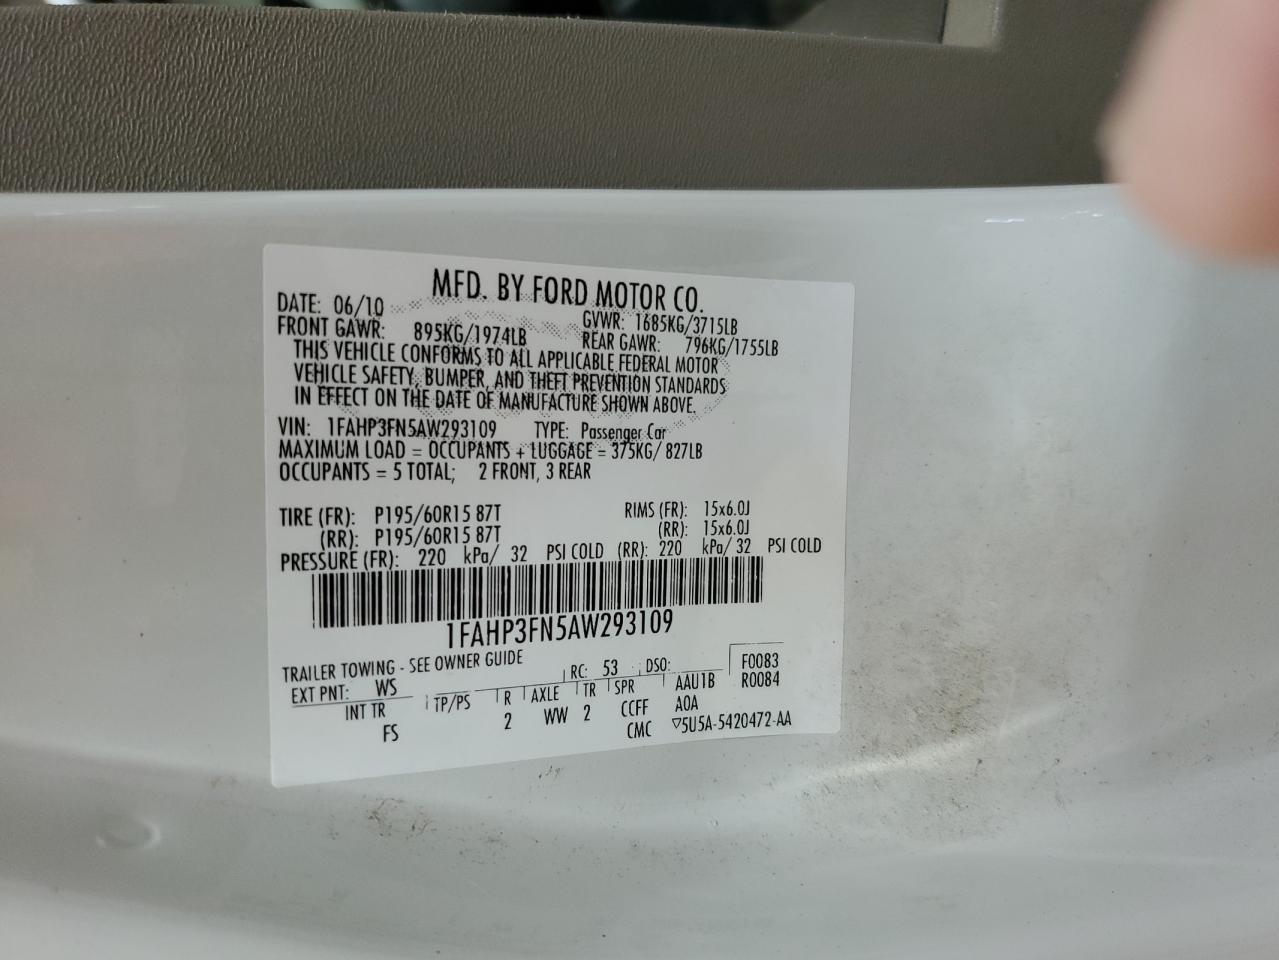 MFD. BY FORD MOTOR CO.
DATE: 06/10 GVWR: 1685KG/3715LB
FRONT GAWR: 895KG/1974LB REAR GAWR: 796KG/1755LB
THIS VEHICLE CONFORMS TO ALL APPLICABLE FEDERAL MOTOR
VEHICLE SAFETY, BUMPER, AND THEFT PREVENTION STANDARDS
IN EFFECT ON THE DATE OF MANUFACTURE SHOWN ABOVE.
VIN: 1FAHP3FN5AW293109 TYPE: Passenger Car
MAXIMUM LOAD = OCCUPANTS + LUGGAGE = 375KG/ 827LB
OCCUPANTS = 5 TOTAL; 2 FRONT, 3 REAR
TIRE (FR): P195/60R15 87T RIMS (FR): 15x6.0J
(RR): P195/60R15 87T (RR): 15x6.0J
PRESSURE (FR): 220 kPa/ 32 PSI COLD (RR): 220 kPa/ 32 PSI COLD
1FAHP3FN5AW293109
TRAILER TOWING - SEE OWNER GUIDE RC: 53 DSO: F0083
EXT PNT: WS R0084
INT TR TP/PS R AXLE TR SPR AAU1B
FS 2 WW 2 CCFF A0A
CMC ▽5U5A-5420472-AA